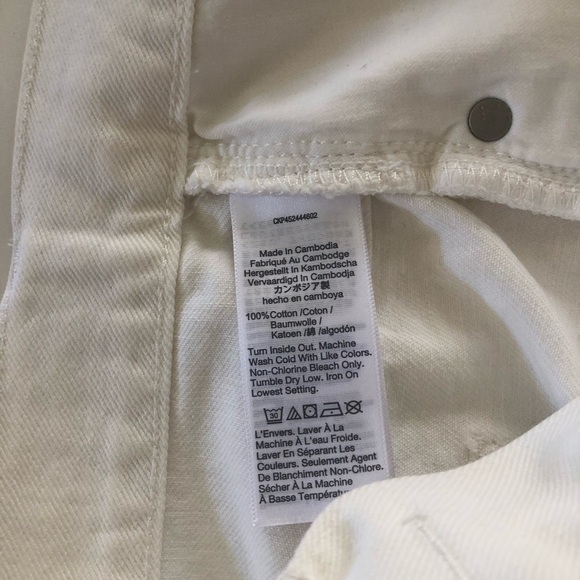 CKP452444602
Made In Cambodia
Fabriqué Au Cambodge
Hergestellt In Kambodscha
Vervaardigd In Cambodja
カンボジア製
hecho en camboya
100%Cotton /Coton /
Baumwolle /
Katoen /綿 /algodón
Turn Inside Out. Machine
Wash Cold With Like Colors.
Non-Chlorine Bleach Only.
Tumble Dry Low. Iron On
Lowest Setting.
30
L'Envers. Laver À La
Machine À L'eau Froide.
Laver En Séparant Les
Couleurs. Seulement Agent
De Blanchiment Non-Chlore.
Sécher À La Machine
À Basse